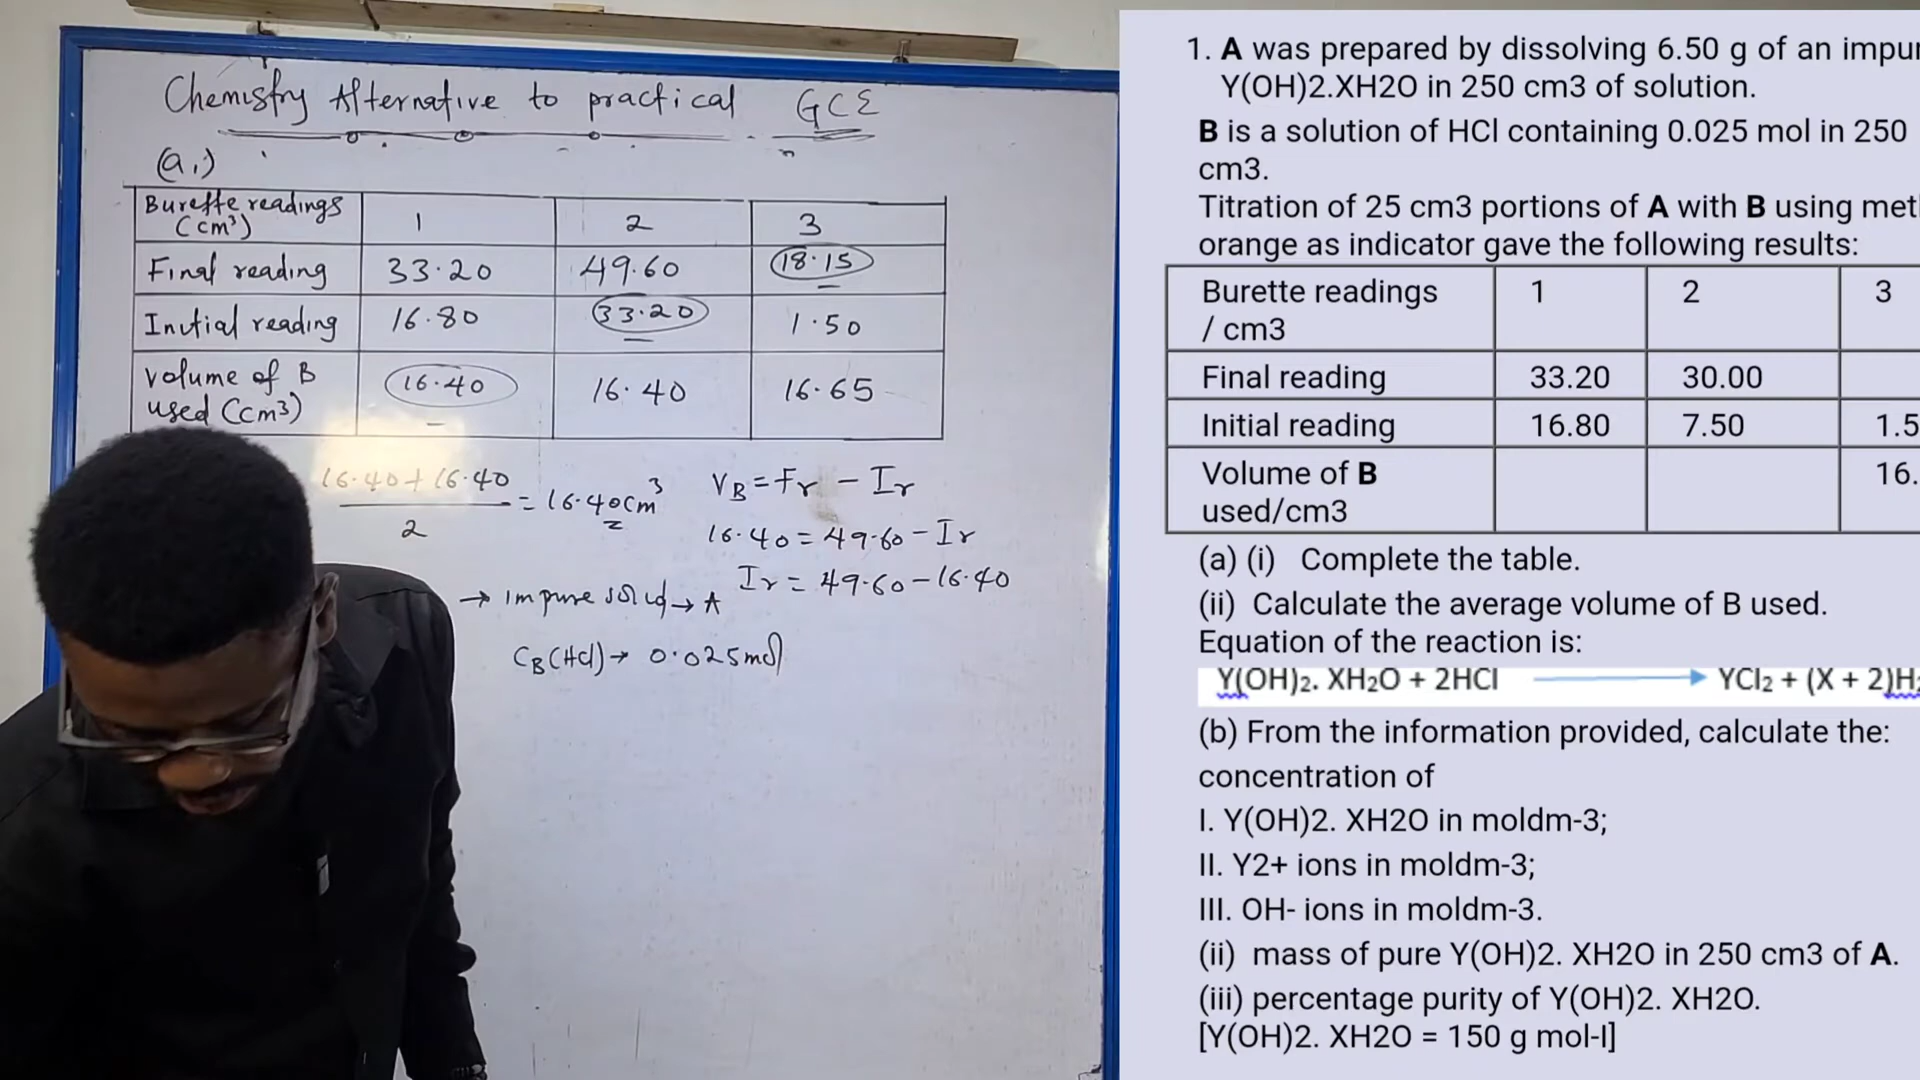 Chemistry Alternative to practical GCE
(a,i)
Burette readings (cm³) 1 2 3
Final reading 33.20 49.60 18.15
Initial reading 16.80 33.20 1.50
Volume of B used (cm³) 16.40 16.40 16.65
16.40 + 16.40
2
= 16.40cm³
V_B = Fr - Ir
16.40 = 49.60 - Ir
Ir = 49.60 - 16.40
→ impure solid → A
C_B(HCl) → 0.025mol
1. A was prepared by dissolving 6.50 g of an
Y(OH)2.XH2O in 250 cm3 of solution.
B is a solution of HCl containing 0.025 mol in 250
cm3.
Titration of 25 cm3 portions of A with B using
orange as indicator gave the following results:
Burette readings / cm3 1 2 3
Final reading 33.20 30.00
Initial reading 16.80 7.50 1.5
Volume of B used/cm3 16.
(a) (i) Complete the table.
(ii) Calculate the average volume of B used.
Equation of the reaction is:
Y(OH)₂. XH₂O + 2HCl → YCl₂ + (X + 2)H₂
(b) From the information provided, calculate the:
concentration of
I. Y(OH)2. XH2O in moldm-3;
II. Y2+ ions in moldm-3;
III. OH- ions in moldm-3.
(ii) mass of pure Y(OH)2. XH2O in 250 cm3 of A.
(iii) percentage purity of Y(OH)2. XH2O.
[Y(OH)2. XH2O = 150 g mol-l]